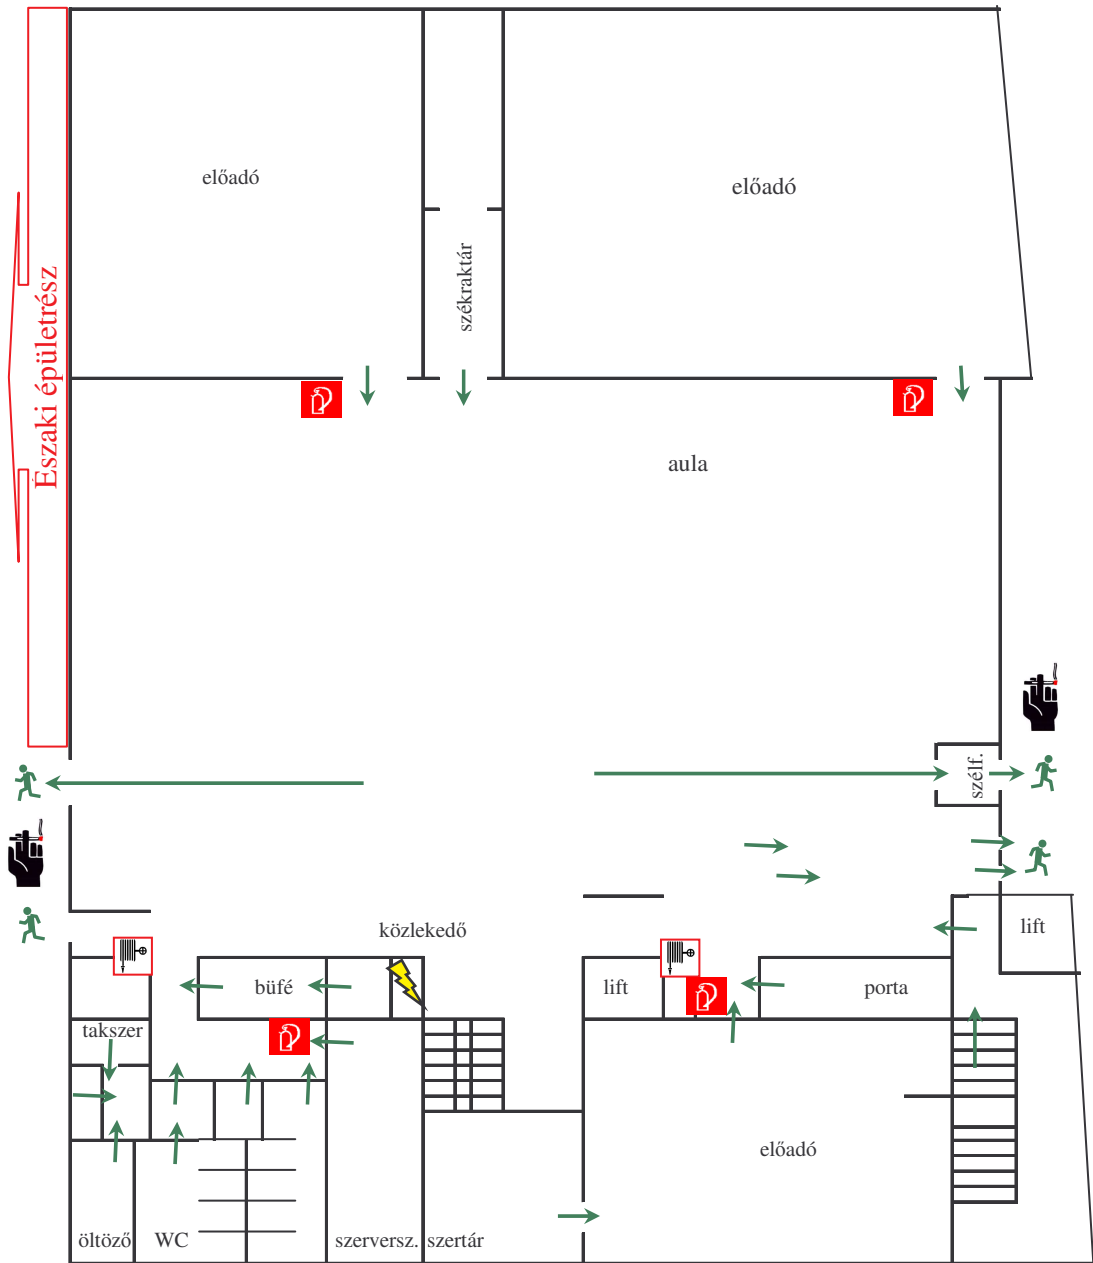 előadó
előadó
székraktár
Északi épületrész
aula
szélf.
közlekedő
lift
büfé
lift
porta
takszer
előadó
öltöző
WC
szerversz.
szertár